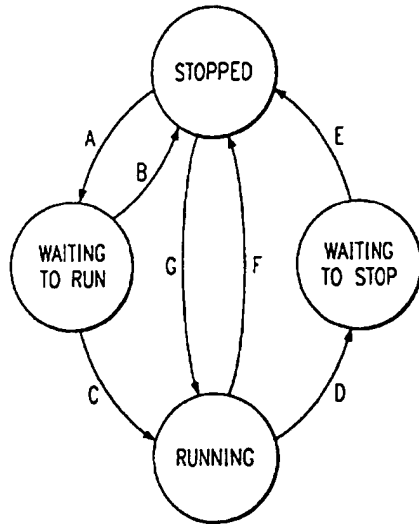 STOPPED
A
B
E
WAITING
TO RUN
G
F
WAITING
TO STOP
C
D
RUNNING